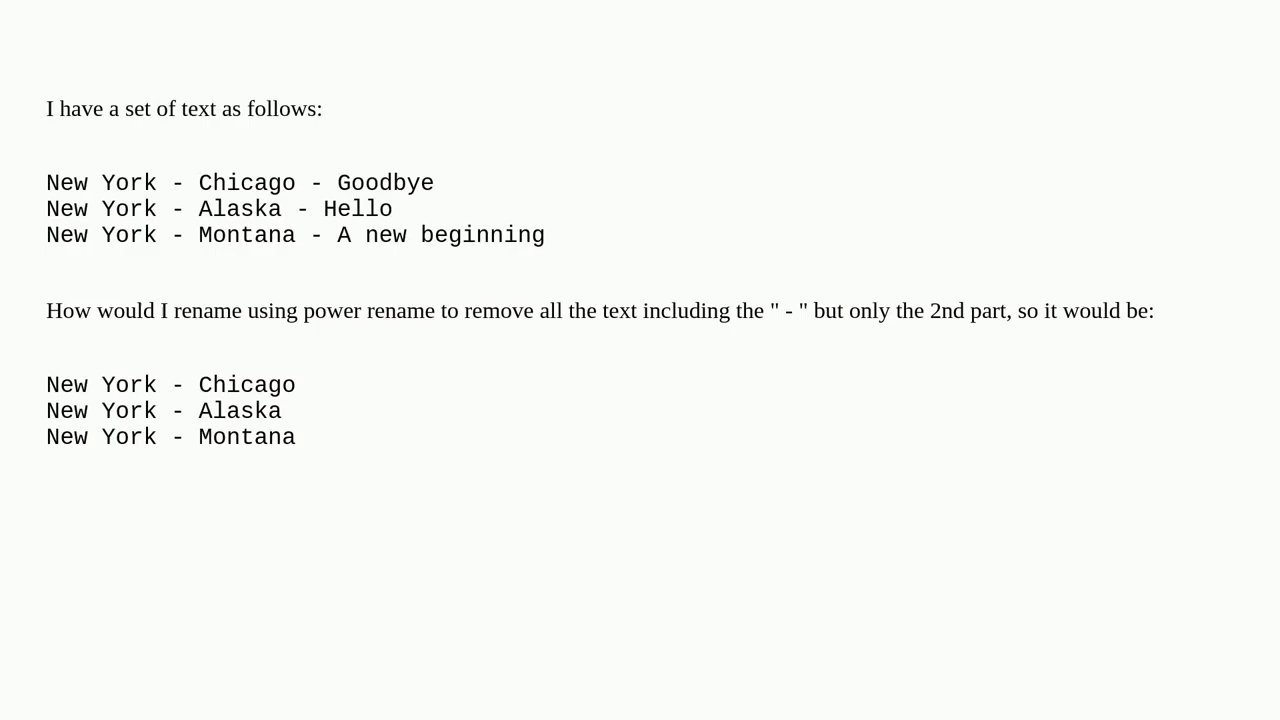 I have a set of text as follows:
New York - Chicago - Goodbye
New York - Alaska - Hello
New York - Montana - A new beginning
How would I rename using power rename to remove all the text including the " - " but only the 2nd part, so it would be:
New York - Chicago
New York - Alaska
New York - Montana